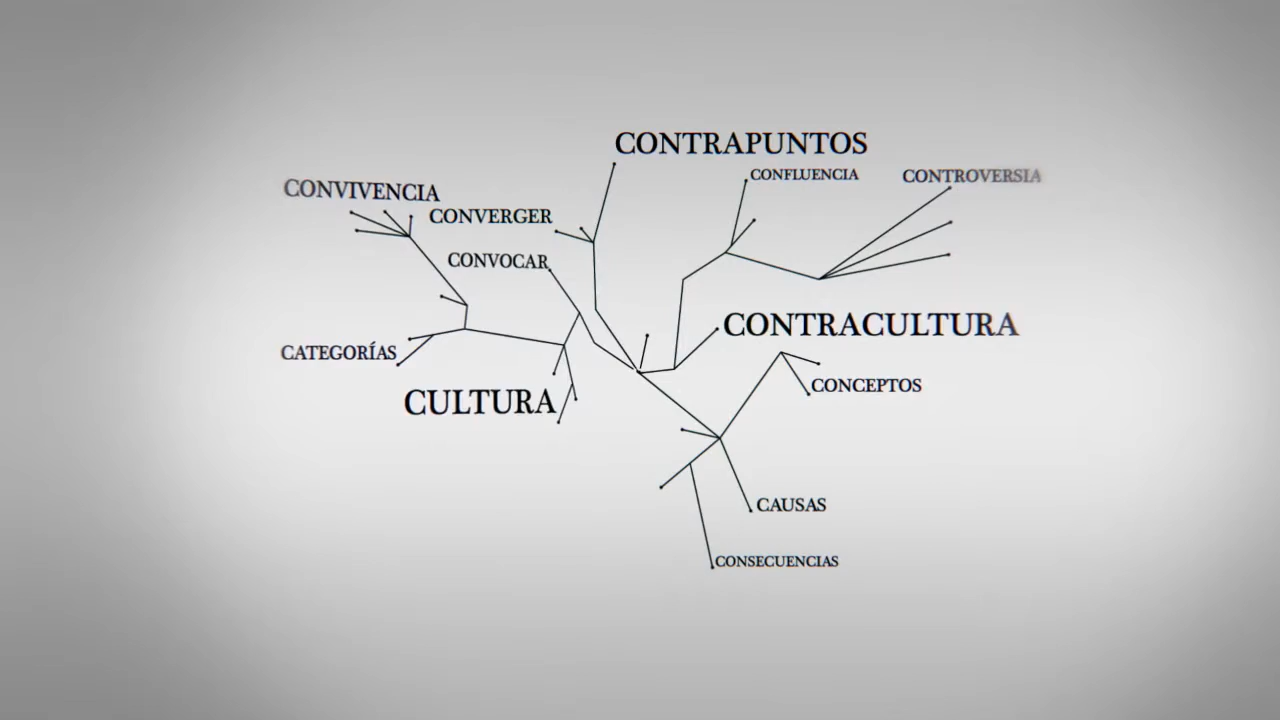 CONTRAPUNTOS
CONFLUENCIA
CONTROVERSIA
CONVIVENCIA
CONVERGER
CONVOCAR
CONTRACULTURA
CATEGORÍAS
CONCEPTOS
CULTURA
CAUSAS
CONSECUENCIAS